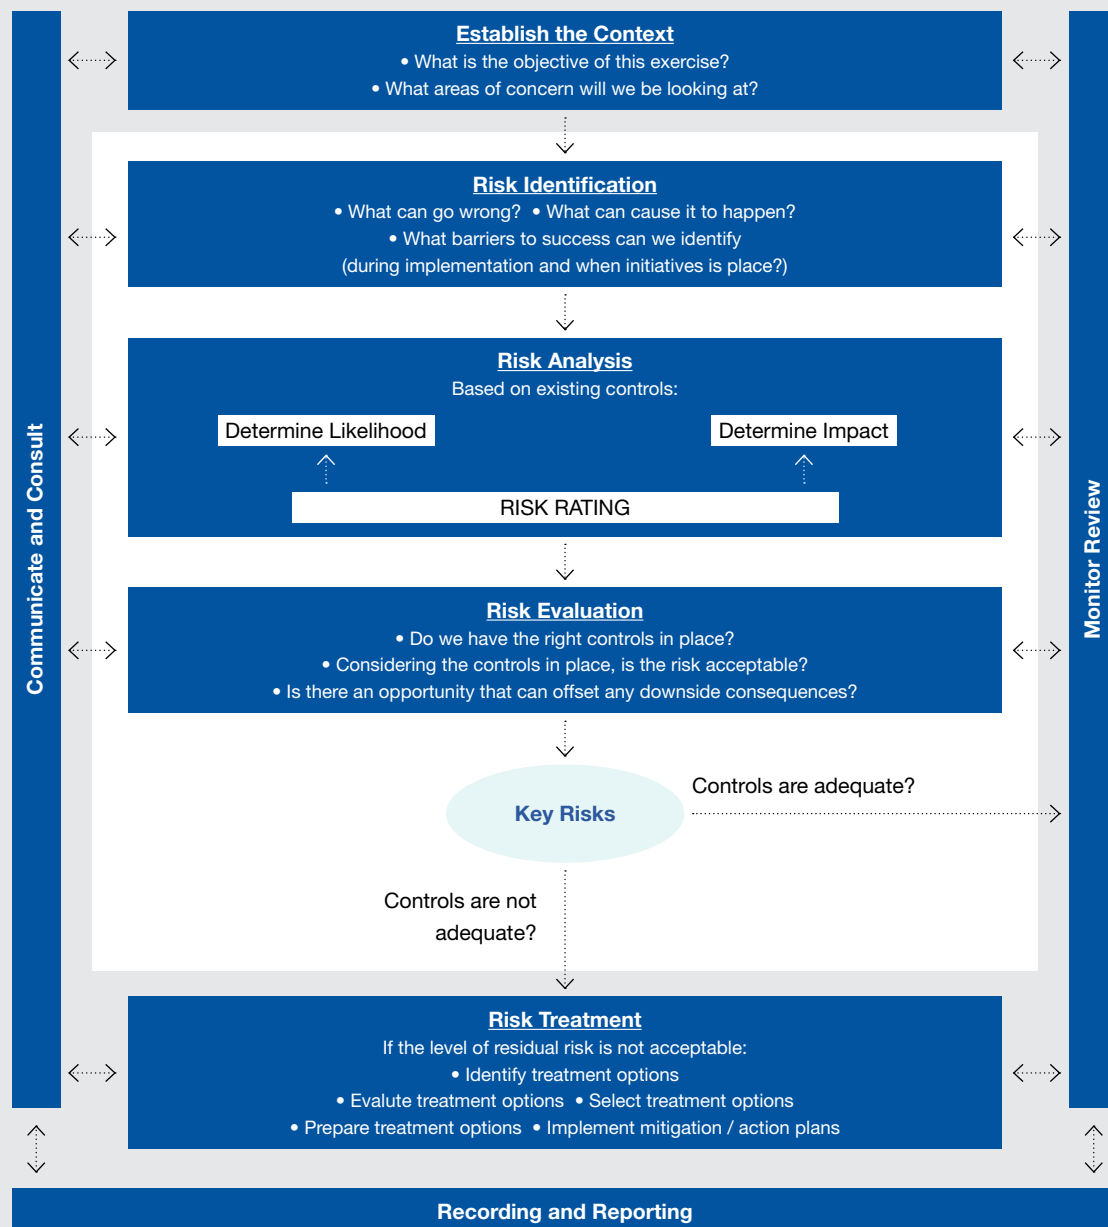 Establish the Context
• What is the objective of this exercise?
• What areas of concern will we be looking at?
Risk Identification
• What can go wrong? • What can cause it to happen?
• What barriers to success can we identify
(during implementation and when initiatives is place?)
Risk Analysis
Based on existing controls:
Determine Likelihood
Determine Impact
RISK RATING
Communicate and Consult
Monitor Review
Risk Evaluation
• Do we have the right controls in place?
• Considering the controls in place, is the risk acceptable?
• Is there an opportunity that can offset any downside consequences?
Key Risks
Controls are adequate?
Controls are not
adequate?
Risk Treatment
If the level of residual risk is not acceptable:
• Identify treatment options
• Evalute treatment options • Select treatment options
• Prepare treatment options • Implement mitigation / action plans
Recording and Reporting